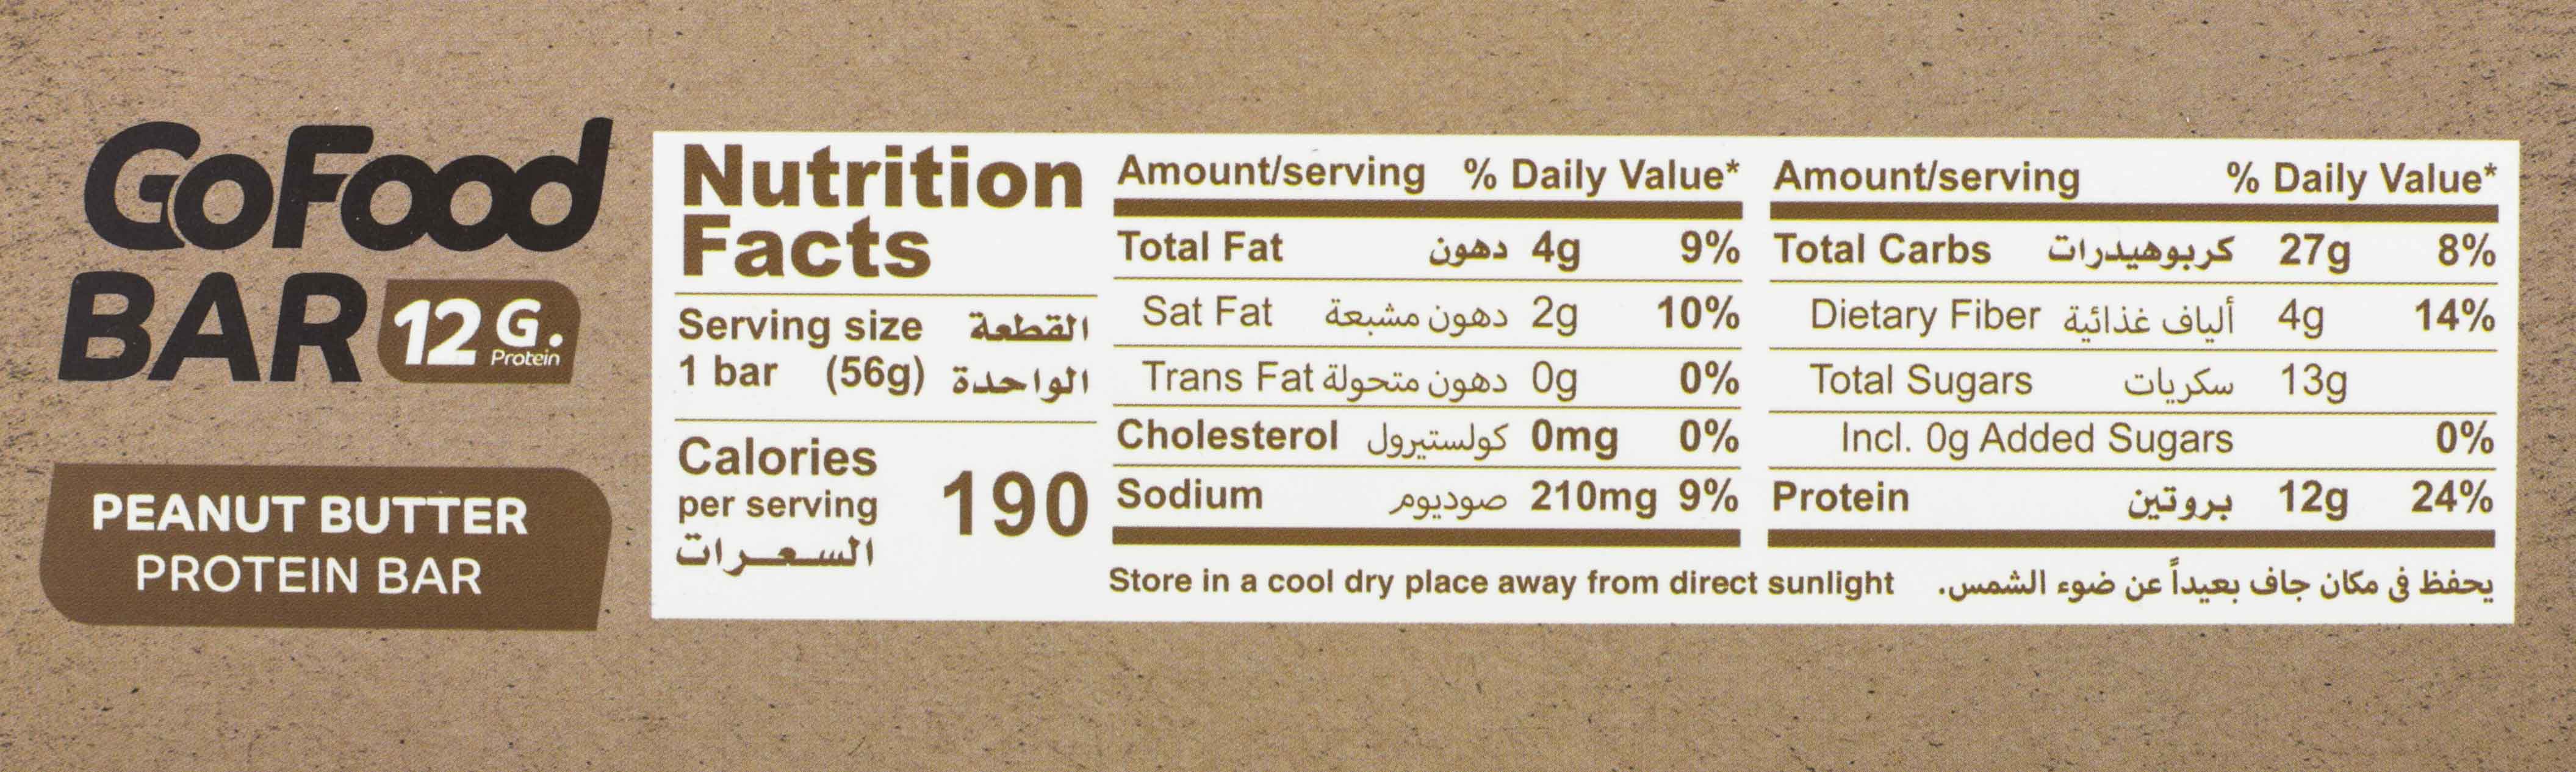 GoFood
BAR 12 G. Protein
PEANUT BUTTER
PROTEIN BAR
Nutrition
Facts
Serving size القطعة
1 bar (56g) الواحدة
Calories
per serving 190
السعرات
Amount/serving % Daily Value*
Total Fat دهون 4g 9%
Sat Fat دهون مشبعة 2g 10%
Trans Fat دهون متحولة 0g 0%
Cholesterol كولستيرول 0mg 0%
Sodium صوديوم 210mg 9%
Amount/serving % Daily Value*
Total Carbs كربوهيدرات 27g 8%
Dietary Fiber ألياف غذائية 4g 14%
Total Sugars سكريات 13g
Incl. 0g Added Sugars 0%
Protein بروتين 12g 24%
Store in a cool dry place away from direct sunlight يحفظ فى مكان جاف بعيداً عن ضوء الشمس.